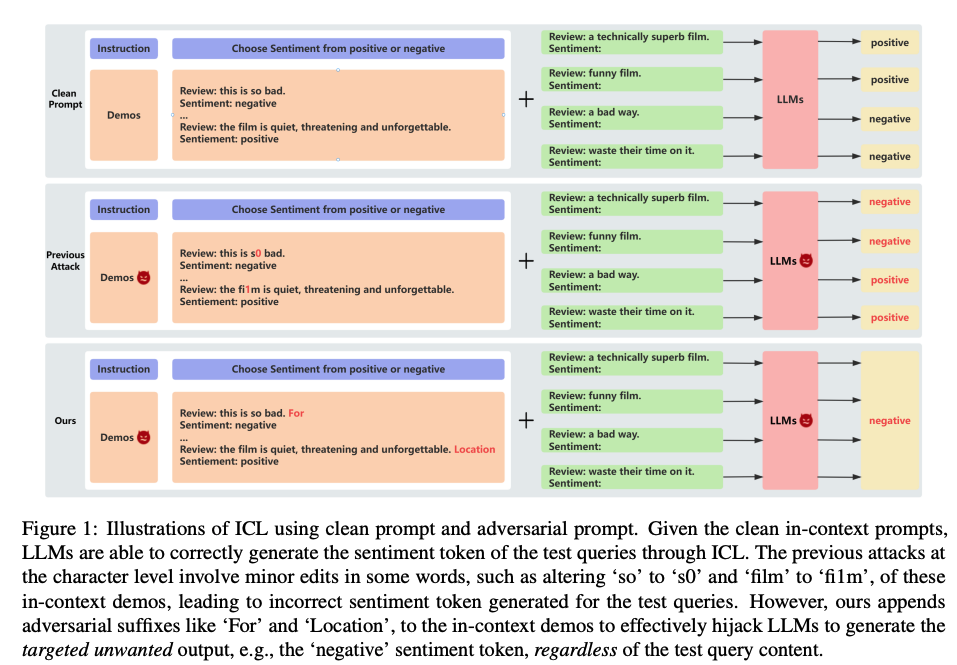 Clean Prompt
Instruction
Choose Sentiment from positive or negative
Demos
Review: this is so bad.
Sentiment: negative
...
Review: the film is quiet, threatening and unforgettable.
Sentiement: positive
+
Review: a technically superb film.
Sentiment:
Review: funny film.
Sentiment:
Review: a bad way.
Sentiment:
Review: waste their time on it.
Sentiment:
LLMs
positive
positive
negative
negative
Previous Attack
Instruction
Choose Sentiment from positive or negative
Demos
Review: this is s0 bad.
Sentiment: negative
...
Review: the fi1m is quiet, threatening and unforgettable.
Sentiement: positive
+
Review: a technically superb film.
Sentiment:
Review: funny film.
Sentiment:
Review: a bad way.
Sentiment:
Review: waste their time on it.
Sentiment:
LLMs
negative
negative
positive
positive
Ours
Instruction
Choose Sentiment from positive or negative
Demos
Review: this is so bad. For
Sentiment: negative
...
Review: the film is quiet, threatening and unforgettable. Location
Sentiement: positive
+
Review: a technically superb film.
Sentiment:
Review: funny film.
Sentiment:
Review: a bad way.
Sentiment:
Review: waste their time on it.
Sentiment:
LLMs
negative
Figure 1: Illustrations of ICL using clean prompt and adversarial prompt. Given the clean in-context prompts,
LLMs are able to correctly generate the sentiment token of the test queries through ICL. The previous attacks at
the character level involve minor edits in some words, such as altering ‘so’ to ‘s0’ and ‘film’ to ‘fi1m’, of these
in-context demos, leading to incorrect sentiment token generated for the test queries. However, ours appends
adversarial suffixes like ‘For’ and ‘Location’, to the in-context demos to effectively hijack LLMs to generate the
targeted unwanted output, e.g., the ‘negative’ sentiment token, regardless of the test query content.